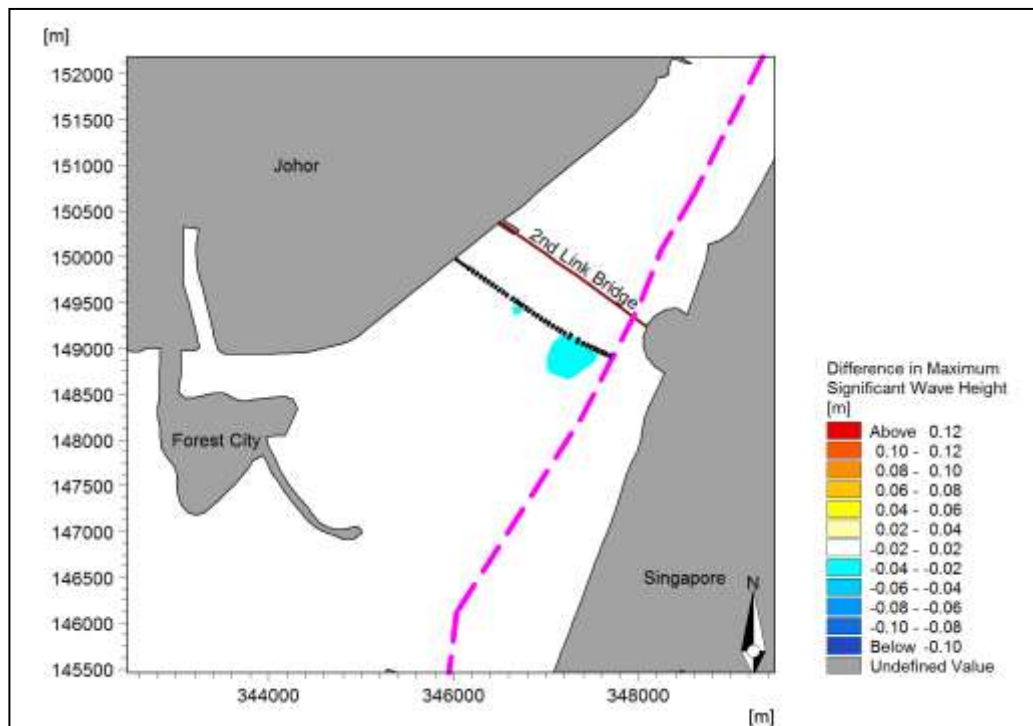 [m]
152000
151500
151000
150500
150000
149500
149000
148500
148000
147500
147000
146500
146000
145500
Johor
2nd Link Bridge
Forest City
Singapore
N
344000
346000
348000
[m]
Difference in Maximum
Significant Wave Height
[m]
Above 0.12
0.10 - 0.12
0.08 - 0.10
0.06 - 0.08
0.04 - 0.06
0.02 - 0.04
-0.02 - 0.02
-0.04 - -0.02
-0.06 - -0.04
-0.08 - -0.06
-0.10 - -0.08
Below -0.10
Undefined Value